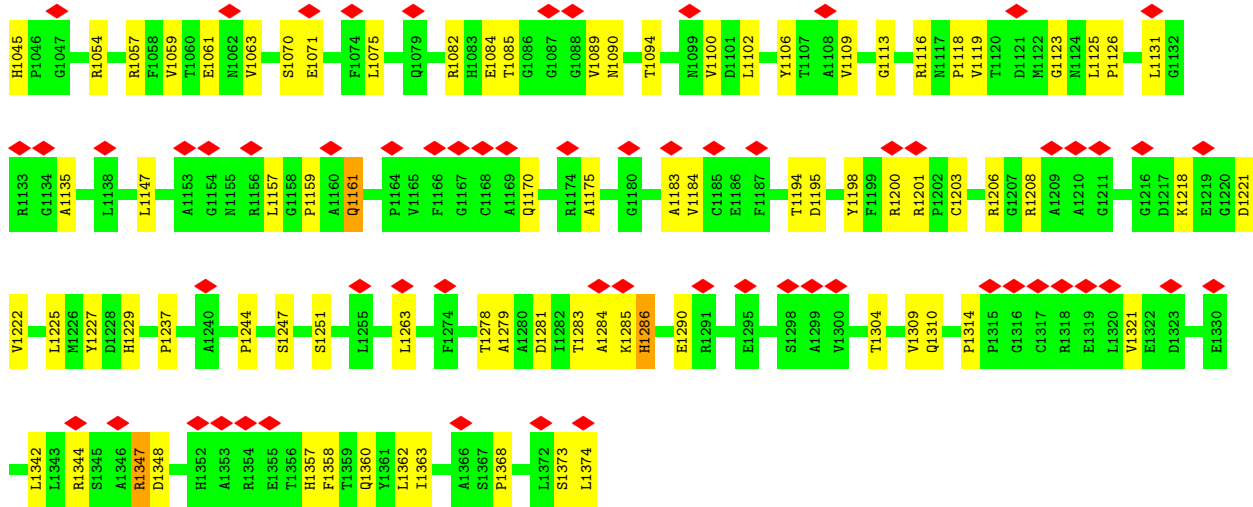 H1045 P1046 G1047 R1054 R1057 F1058 V1059 T1060 E1061 N1062 V1063 S1070 E1071 F1074 L1075 Q1079 R1082 H1083 E1084 T1085 G1086 G1087 G1088 V1089 N1090 T1094 N1099 V1100 D1101 L1102 Y1106 T1107 A1108 V1109 G1113 R1116 N1117 P1118 V1119 T1120 D1121 M1122 G1123 N1124 L1125 P1126 L1131 G1132
R1133 G1134 A1135 L1138 L1147 A1153 G1154 N1155 R1156 L1157 G1158 P1159 A1160 Q1161 P1164 V1165 F1166 G1167 C1168 A1169 Q1170 R1174 A1175 G1180 A1183 V1184 C1185 E1186 F1187 T1194 D1195 Y1198 F1199 R1200 R1201 P1202 C1203 R1206 G1207 R1208 A1209 A1210 G1211 G1216 D1217 K1218 E1219 G1220 D1221
V1222 L1225 M1226 Y1227 D1228 H1229 P1237 A1240 P1244 S1247 S1251 L1255 L1263 F1274 T1278 A1279 A1280 D1281 I1282 T1283 A1284 K1285 H1286 E1290 R1291 E1295 S1298 A1299 V1300 T1304 V1309 Q1310 P1314 P1315 G1316 C1317 R1318 E1319 L1320 V1321 E1322 D1323 E1330
L1342 L1343 R1344 S1345 A1346 R1347 D1348 H1352 A1353 R1354 E1355 T1356 H1357 F1358 T1359 Q1360 Y1361 L1362 I1363 A1366 S1367 P1368 L1372 S1373 L1374